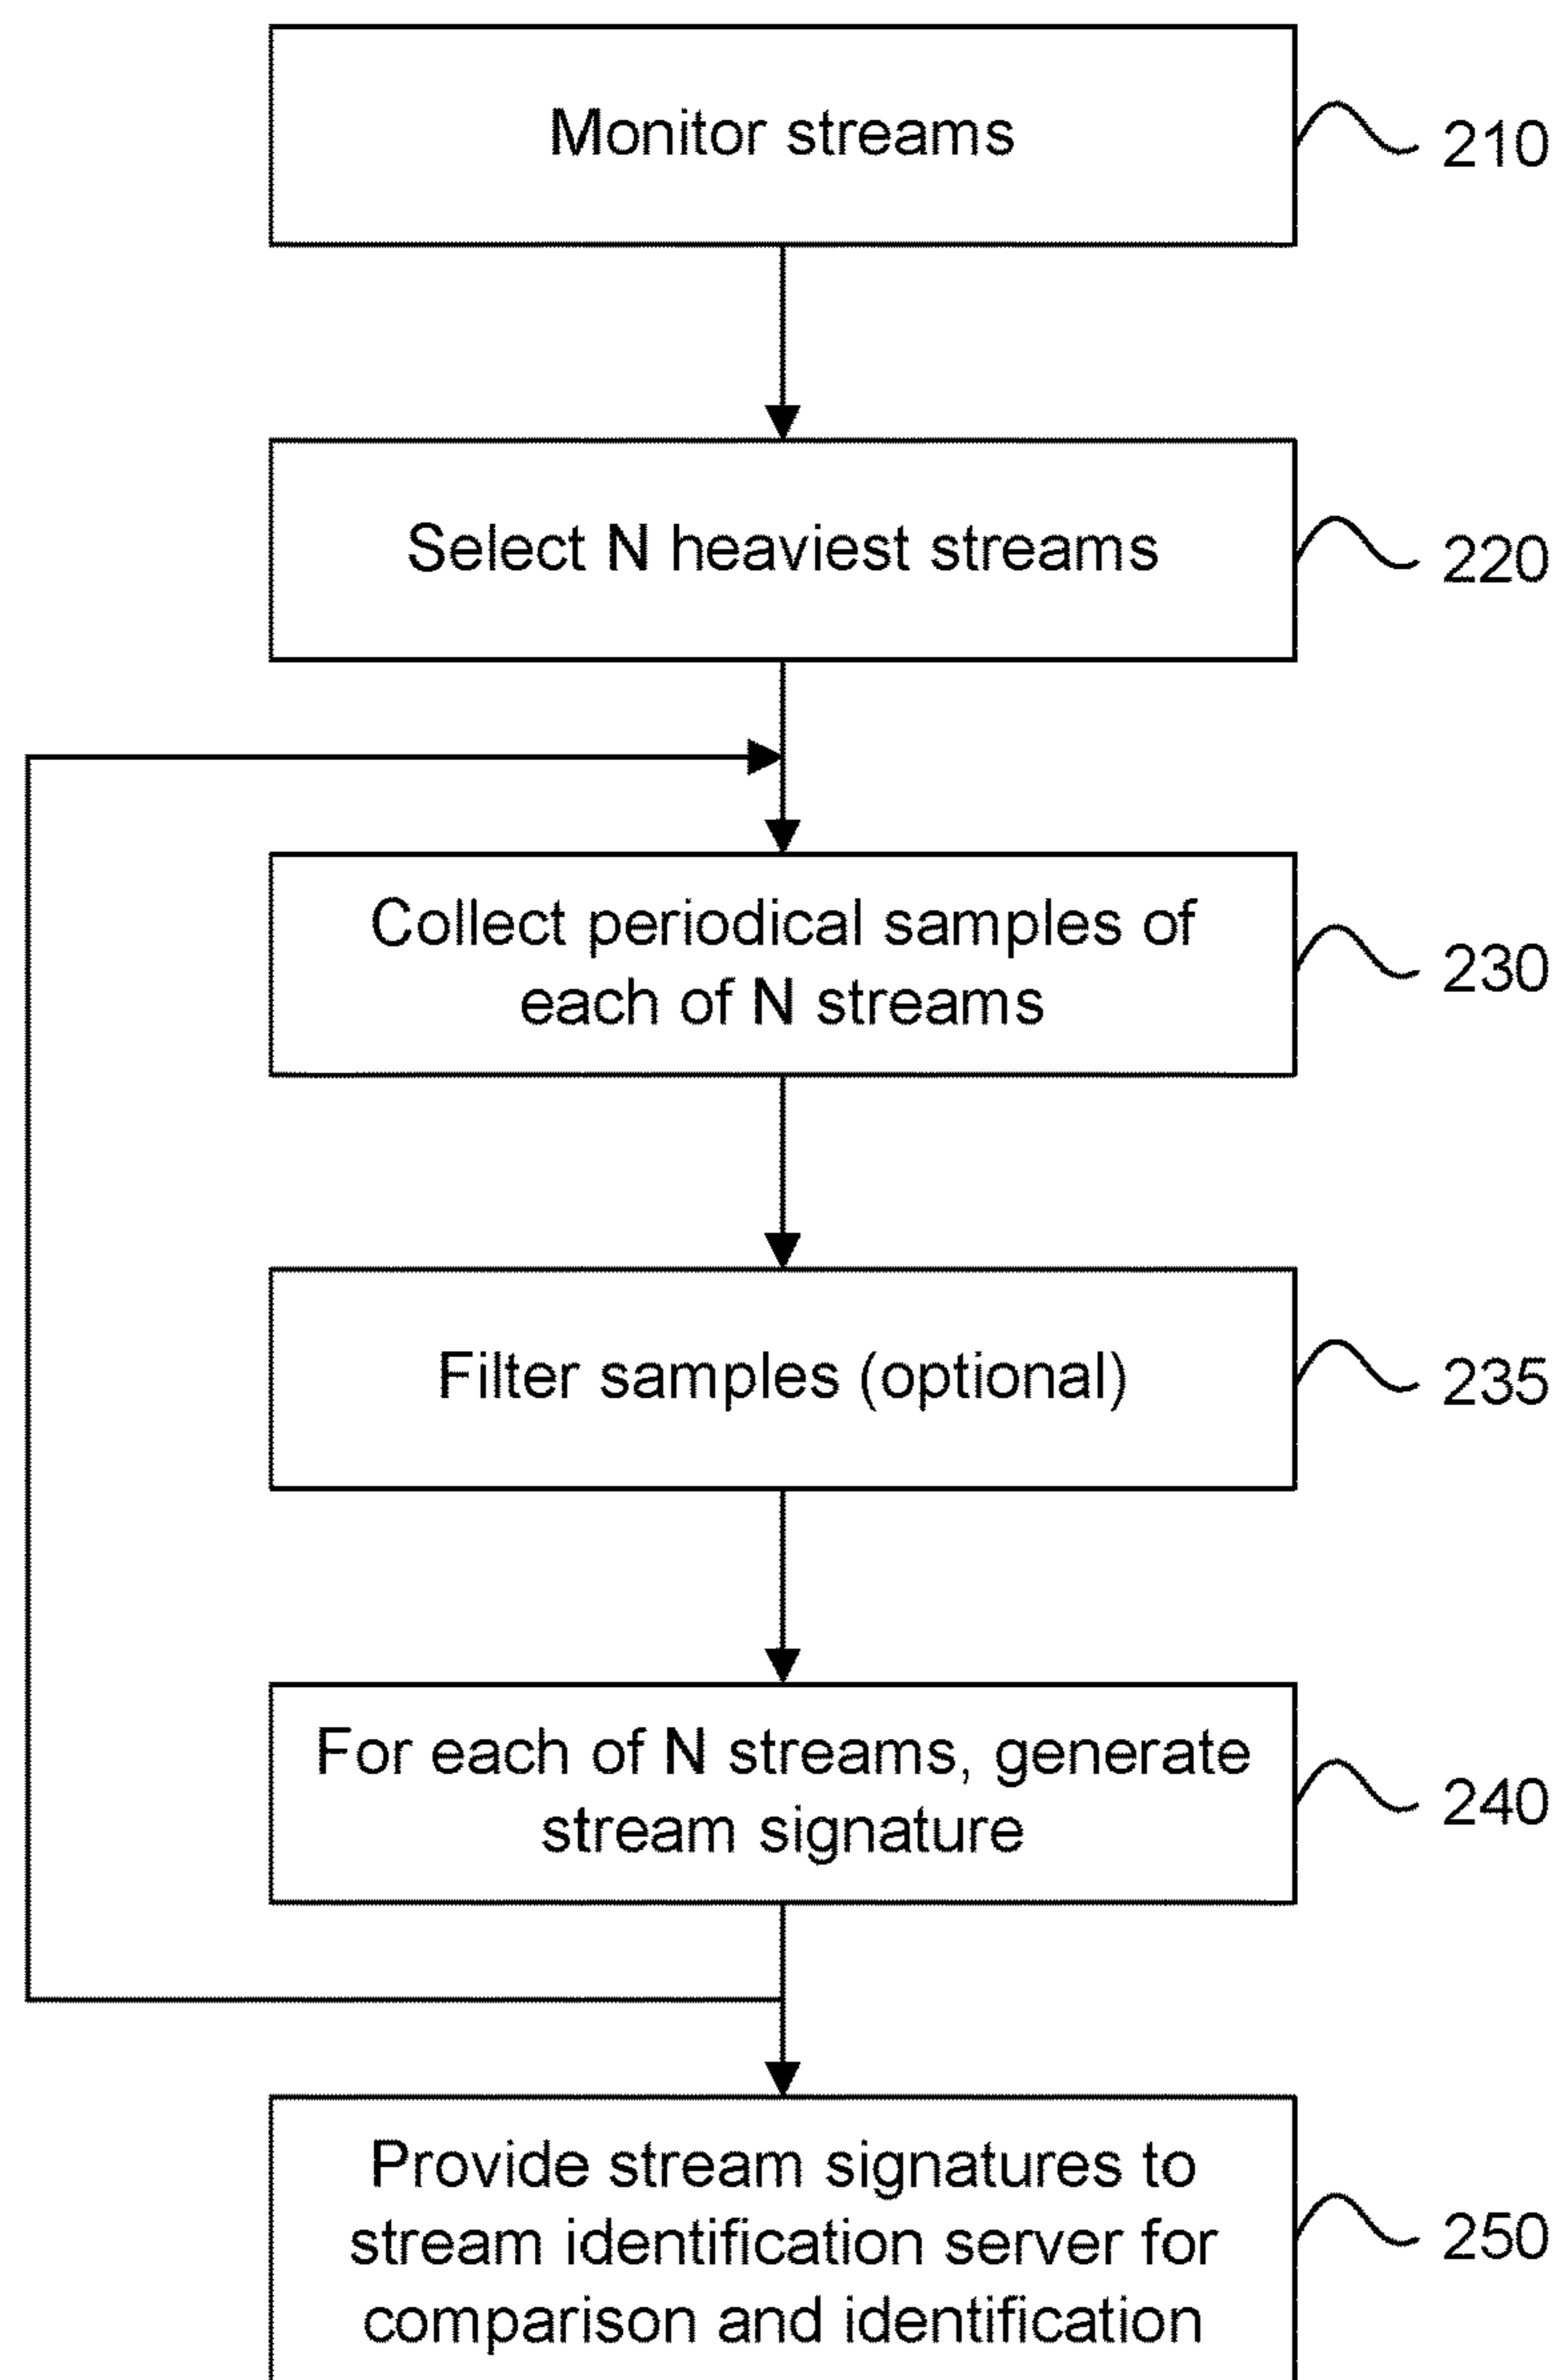 Monitor streams
210
Select N heaviest streams
220
Collect periodical samples of
each of N streams
230
Filter samples (optional)
235
For each of N streams, generate
stream signature
240
Provide stream signatures to
stream identification server for
comparison and identification
250